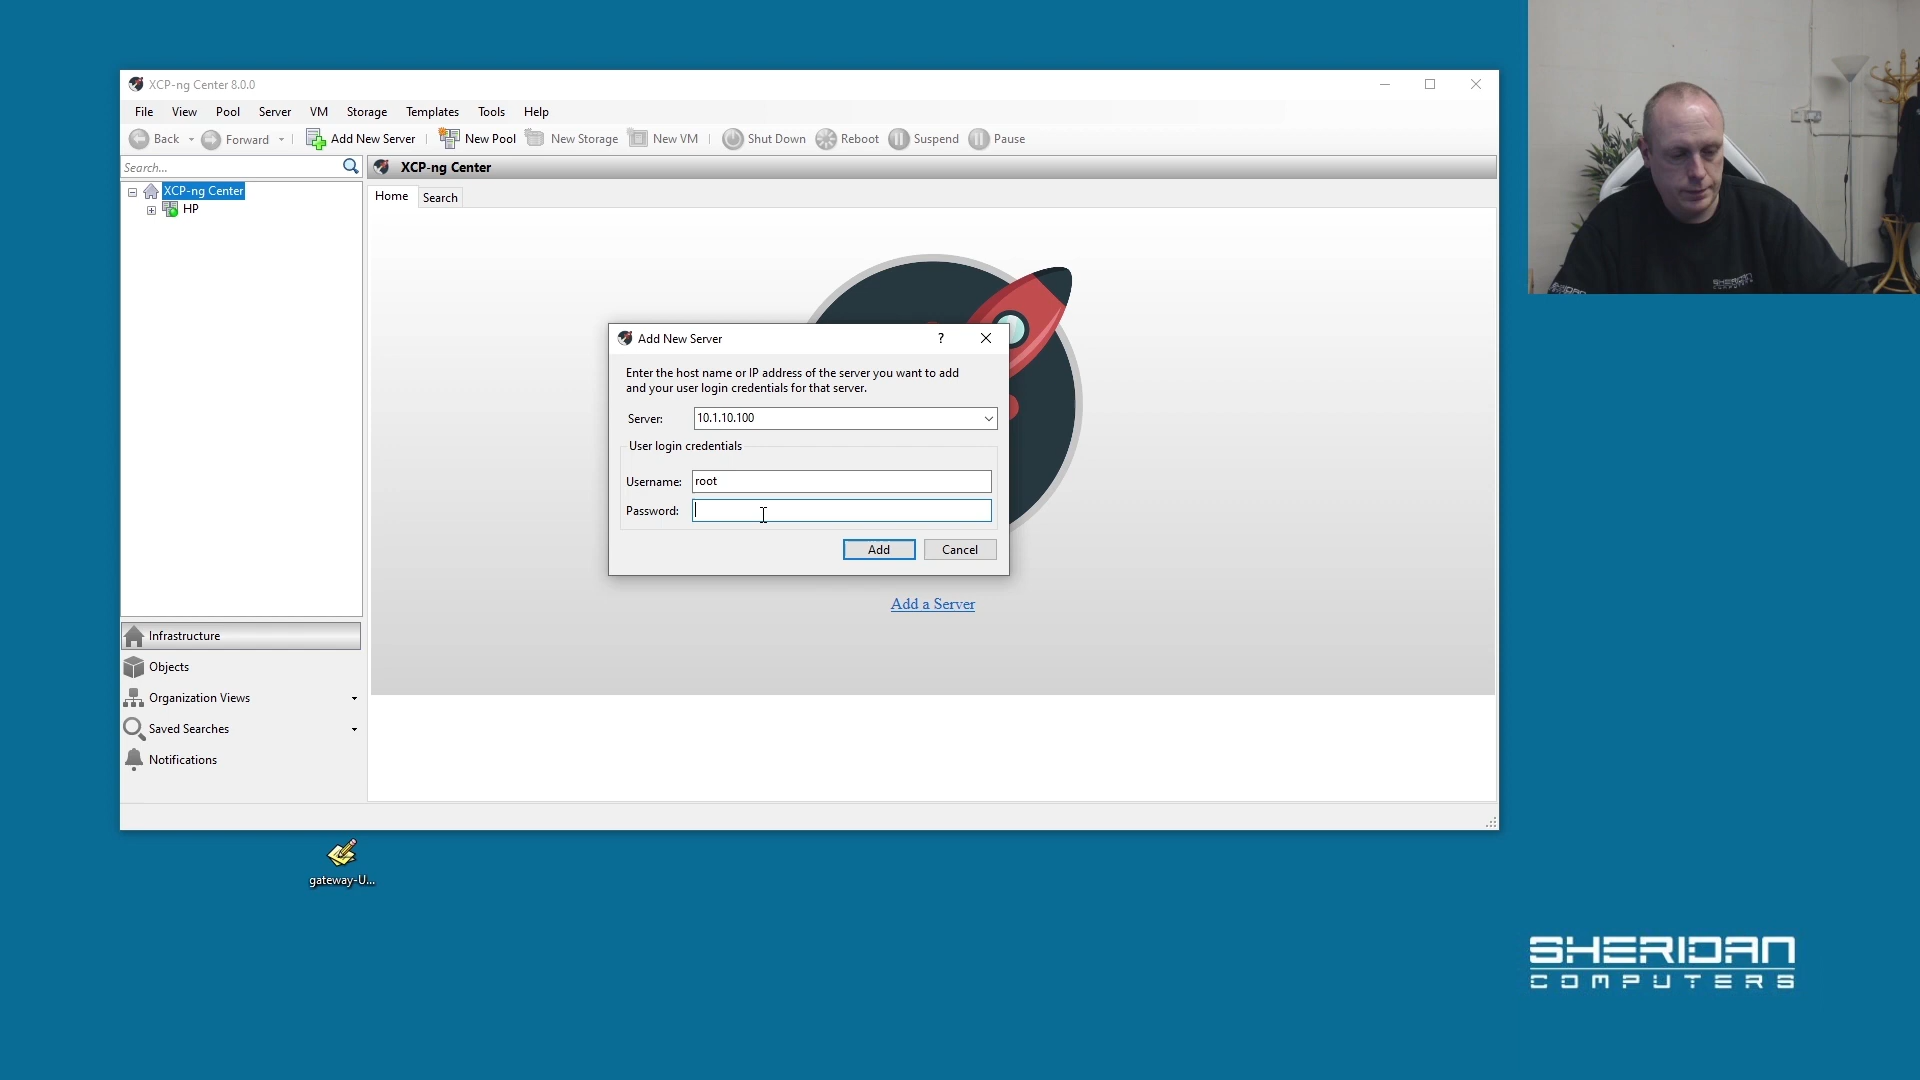 XCP-ng Center 8.0.0
File View Pool Server VM Storage Templates Tools Help
Back Forward Add New Server New Pool New Storage New VM Shut Down Reboot Suspend Pause
Search...
XCP-ng Center
HP
XCP-ng Center
Home Search
Add New Server ?
Enter the host name or IP address of the server you want to add
and your user login credentials for that server.
Server: 10.1.10.100
User login credentials
Username: root
Password:
Add Cancel
Add a Server
Infrastructure
Objects
Organization Views
Saved Searches
Notifications
gateway-U...
SHERIDAN
COMPUTERS
SHERIDAN